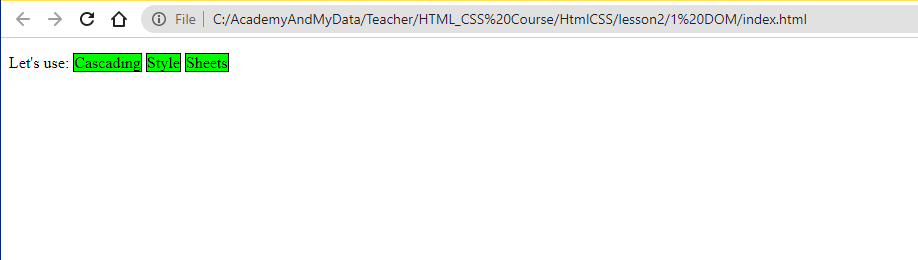 File C:/AcademyAndMyData/Teacher/HTML_CSS%20Course/HtmlCSS/lesson2/1%20DOM/index.html
Let's use: Cascading Style Sheets